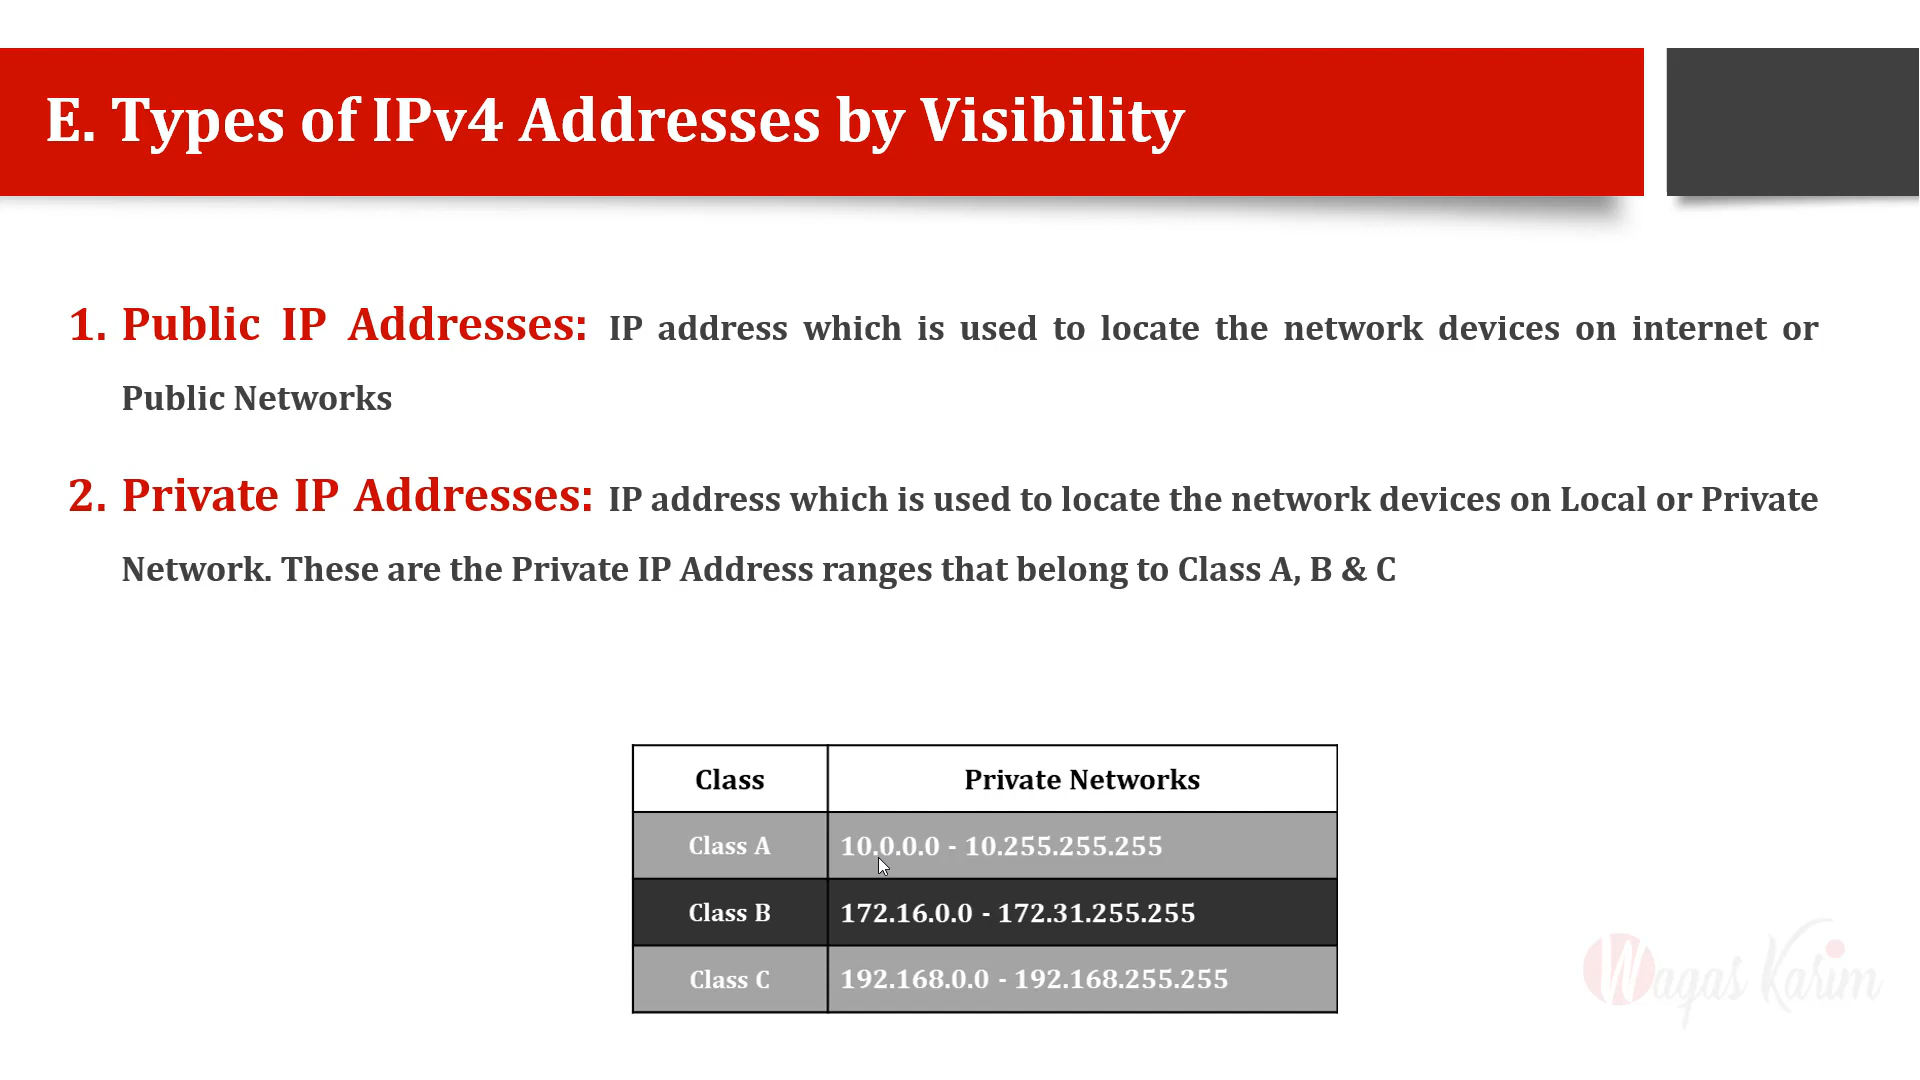 E. Types of IPv4 Addresses by Visibility
1. Public IP Addresses: IP address which is used to locate the network devices on internet or
Public Networks
2. Private IP Addresses: IP address which is used to locate the network devices on Local or Private
Network. These are the Private IP Address ranges that belong to Class A, B & C
Class Private Networks
Class A 10.0.0.0 - 10.255.255.255
Class B 172.16.0.0 - 172.31.255.255
Class C 192.168.0.0 - 192.168.255.255
Waqas Karim